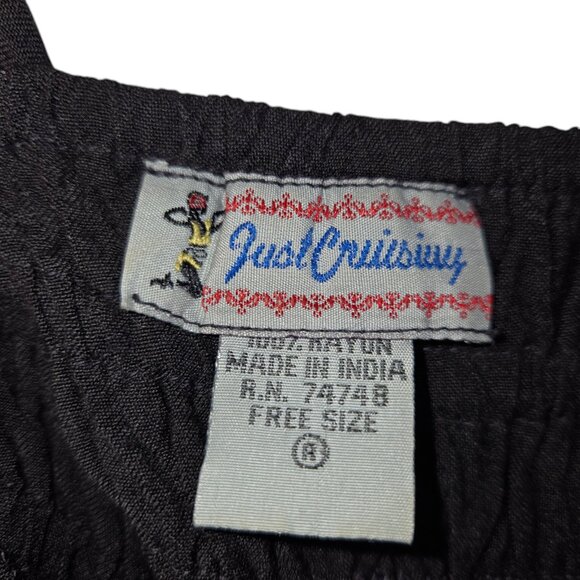 Just Cruising
100% RAYON
MADE IN INDIA
R.N. 74748
FREE SIZE
R